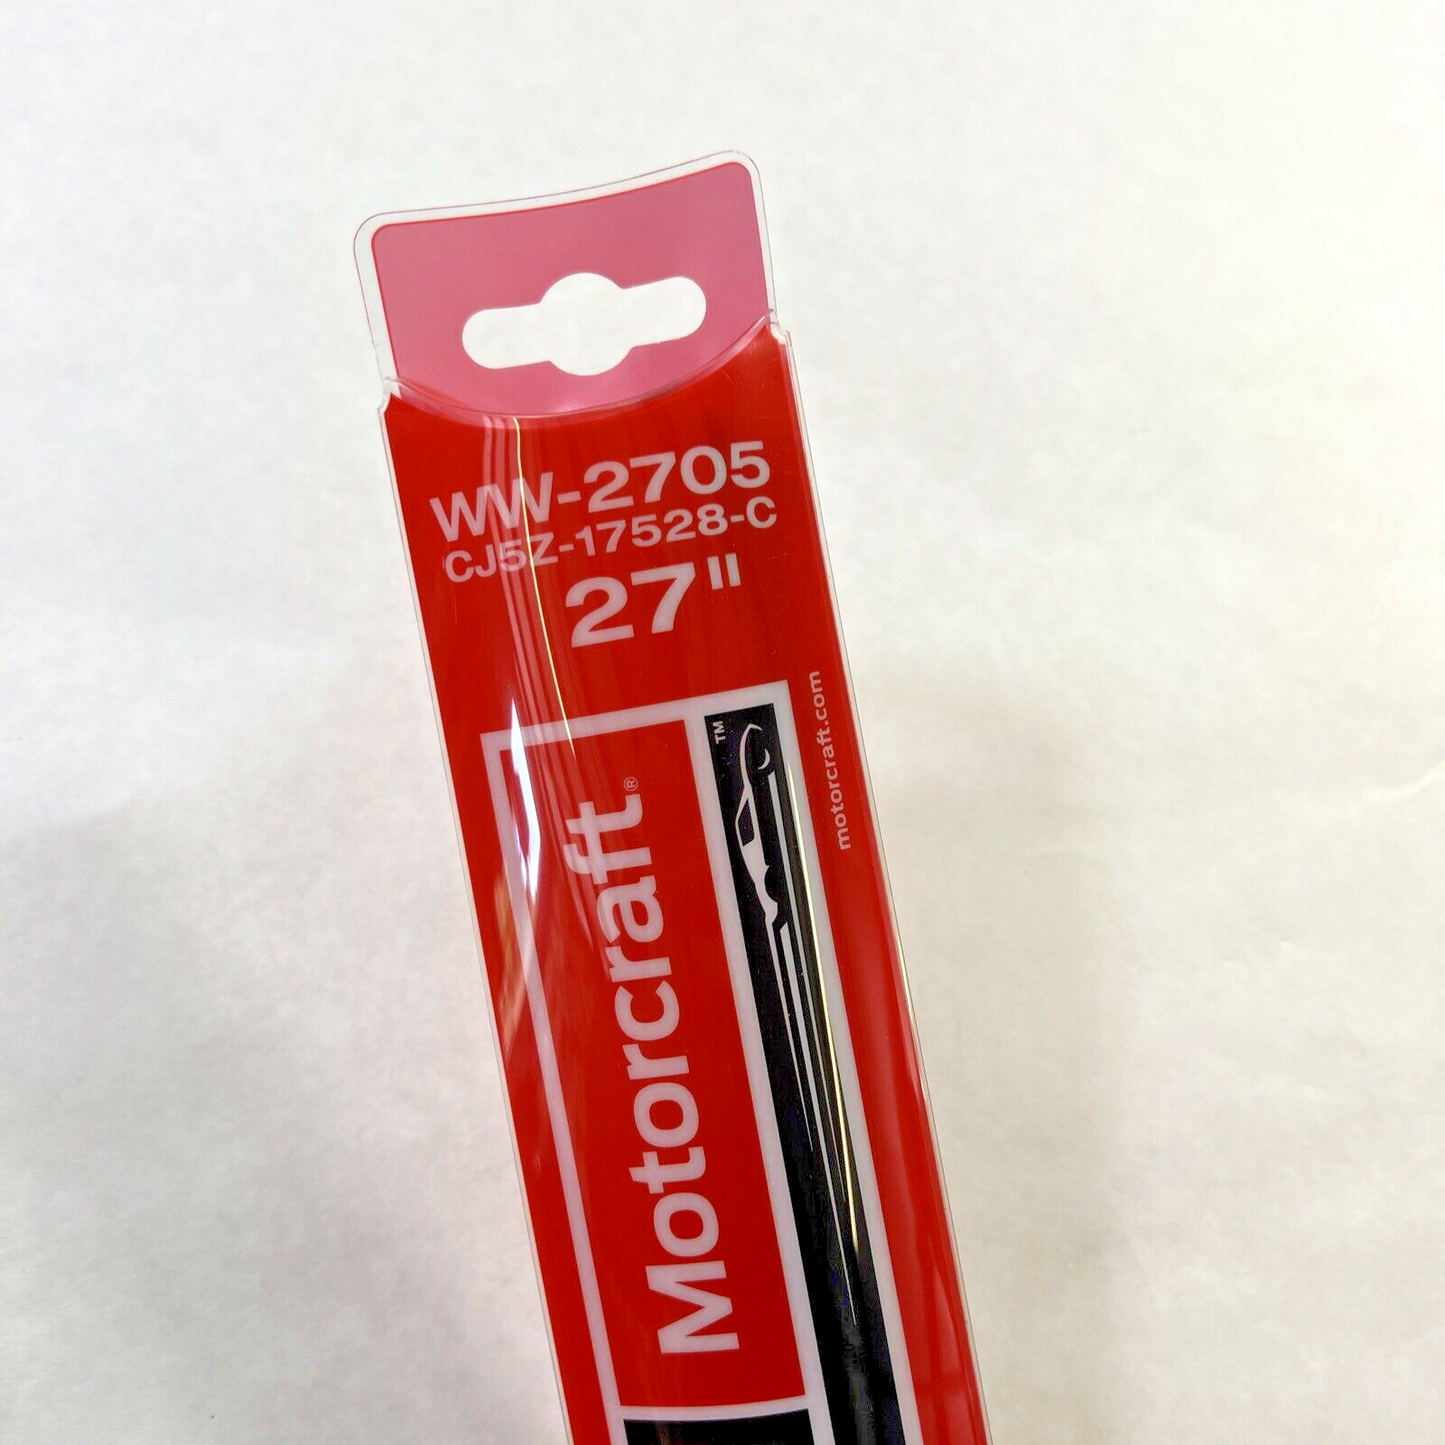 WW-2705
CJ5Z-17528-C
27"
Motorcraft®
™
motorcraft.com